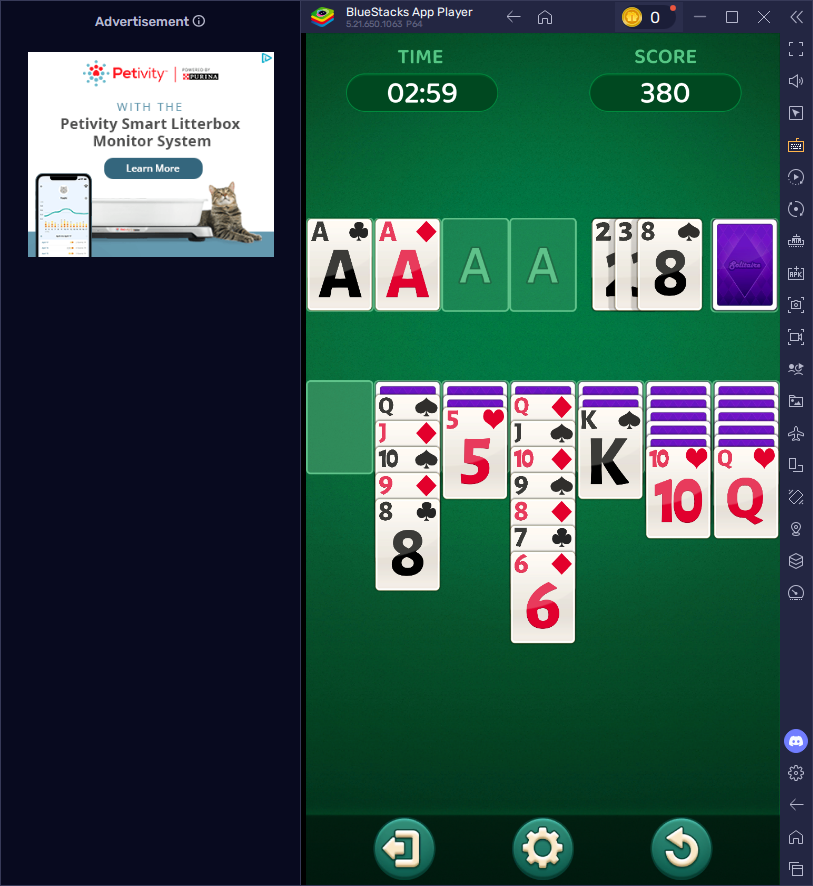 Advertisement
Petivity
POWERED BY
PURINA
WITH THE
Petivity Smart Litterbox
Monitor System
Learn More
BlueStacks App Player
5.21.650.1063 P64
0
TIME
SCORE
02:59
380
A
A
A
A
A
A
2
3
8
2
8
Solitaire
Q
J
10
9
8
8
5
5
Q
J
10
9
8
7
6
6
K
K
10
10
Q
Q